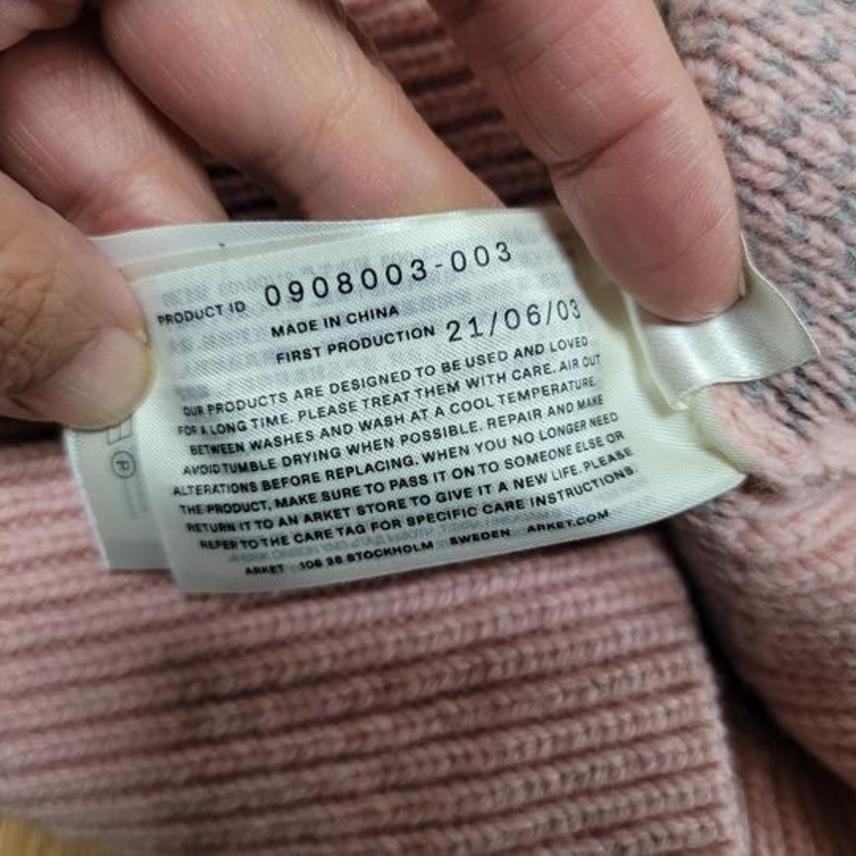 PRODUCT ID 0908003-003
MADE IN CHINA
FIRST PRODUCTION 21/06/03
OUR PRODUCTS ARE DESIGNED TO BE USED AND LOVED
FOR A LONG TIME. PLEASE TREAT THEM WITH CARE. AIR OUT
BETWEEN WASHES AND WASH AT A COOL TEMPERATURE.
AVOID TUMBLE DRYING WHEN POSSIBLE. REPAIR AND MAKE
ALTERATIONS BEFORE REPLACING. WHEN YOU NO LONGER NEED
THE PRODUCT, MAKE SURE TO PASS IT ON TO SOMEONE ELSE OR
RETURN IT TO AN ARKET STORE TO GIVE IT A NEW LIFE. PLEASE
REFER TO THE CARE TAG FOR SPECIFIC CARE INSTRUCTIONS.
ARKET 106 38 STOCKHOLM SWEDEN ARKET.COM
P